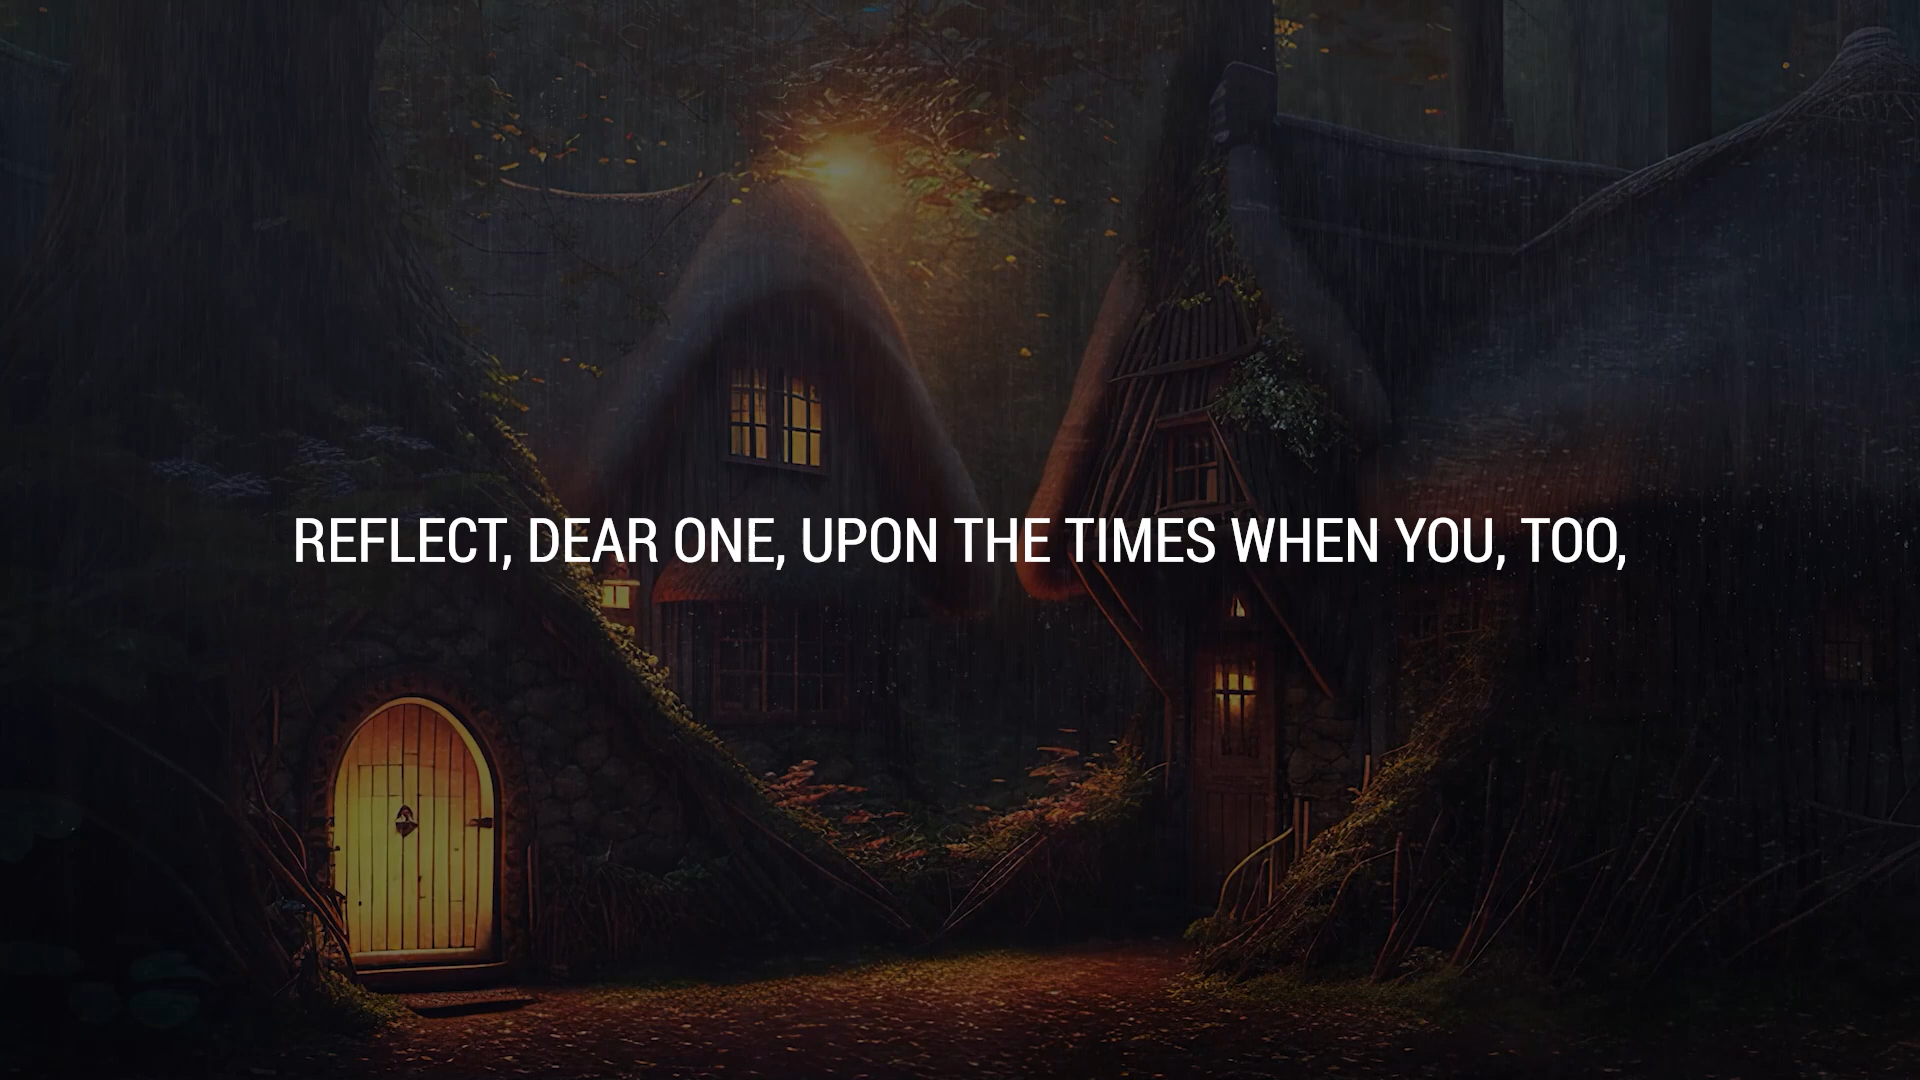 REFLECT, DEAR ONE, UPON THE TIMES WHEN YOU, TOO,